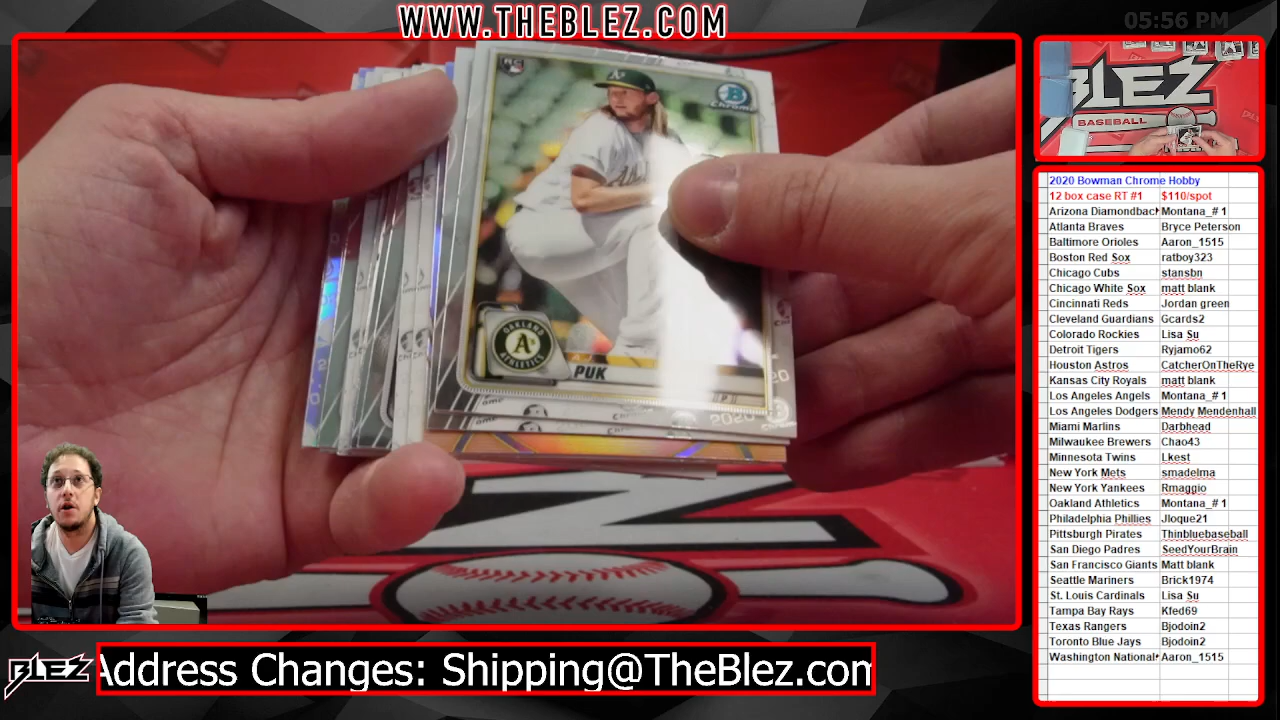 WWW.THEBLEZ.COM
05:56 PM
RC
A's
B
Chrome
OAKLAND
A's
ATHLETICS
PUK
BLEZ
BASEBALL
2020 Bowman Chrome Hobby
12 box case RT #1 $110/spot
Arizona Diamondbac Montana_# 1
Atlanta Braves Bryce Peterson
Baltimore Orioles Aaron_1515
Boston Red Sox ratboy323
Chicago Cubs stansbn
Chicago White Sox matt blank
Cincinnati Reds Jordan green
Cleveland Guardians Gcards2
Colorado Rockies Lisa Su
Detroit Tigers Ryjamo62
Houston Astros CatcherOnTheRye
Kansas City Royals matt blank
Los Angeles Angels Montana_# 1
Los Angeles Dodgers Mendy Mendenhall
Miami Marlins Darbhead
Milwaukee Brewers Chao43
Minnesota Twins Lkest
New York Mets smadelma
New York Yankees Rmaggio
Oakland Athletics Montana_# 1
Philadelphia Phillies Jloque21
Pittsburgh Pirates Thinbluebaseball
San Diego Padres SeedYourBrain
San Francisco Giants Matt blank
Seattle Mariners Brick1974
St. Louis Cardinals Lisa Su
Tampa Bay Rays Kfed69
Texas Rangers Bjodoin2
Toronto Blue Jays Bjodoin2
Washington National Aaron_1515
BLEZ
Address Changes: Shipping@TheBlez.com